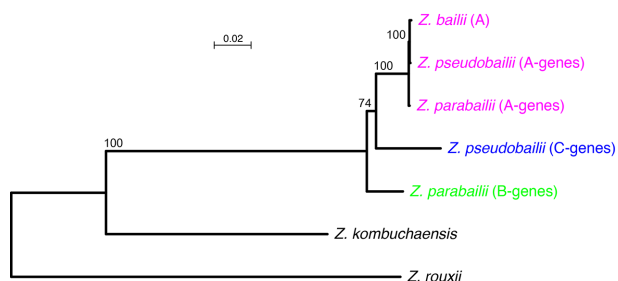 Z. bailii (A)
100
0.02
Z. pseudobailii (A-genes)
100
Z. parabailii (A-genes)
74
Z. pseudobailii (C-genes)
100
Z. parabailii (B-genes)
Z. kombuchaensis
Z. rouxii